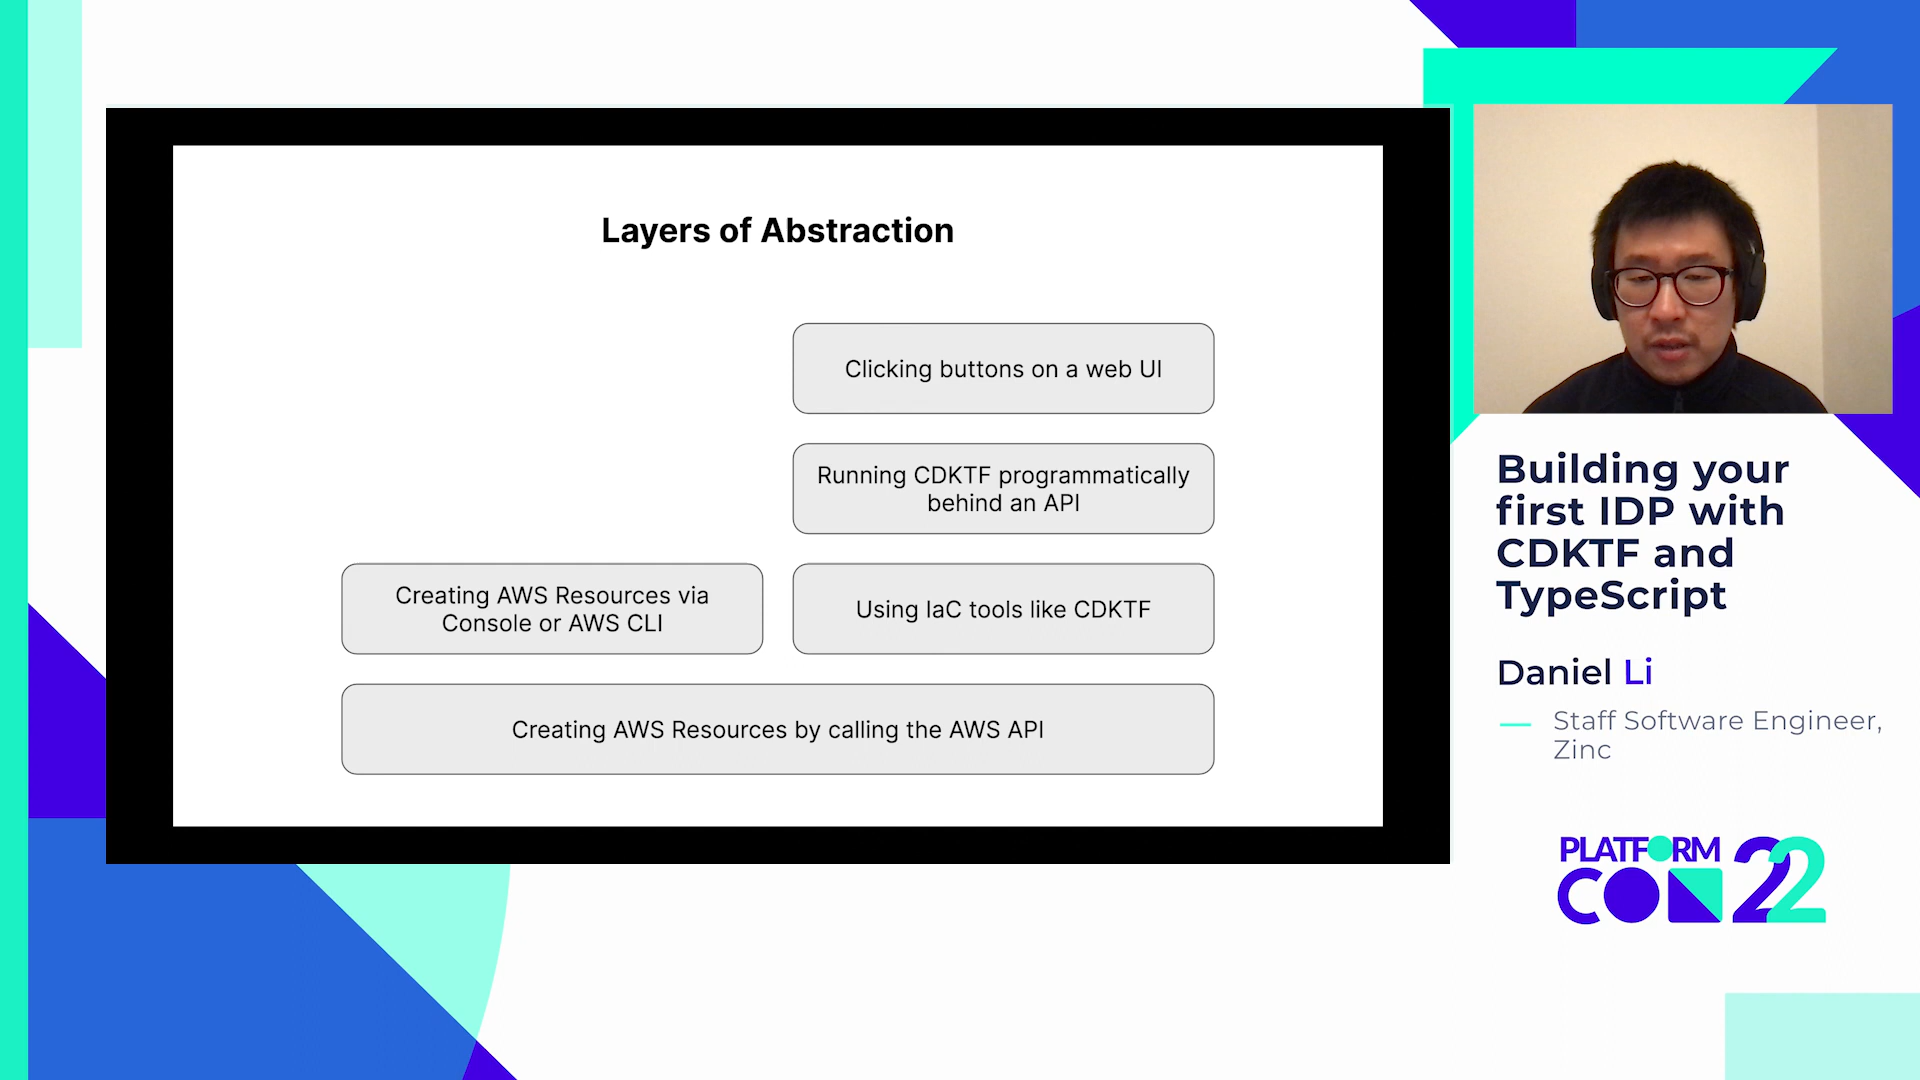 Layers of Abstraction
Clicking buttons on a web UI
Running CDKTF programmatically
behind an API
Creating AWS Resources via
Console or AWS CLI
Using IaC tools like CDKTF
Creating AWS Resources by calling the AWS API
Building your
first IDP with
CDKTF and
TypeScript
Daniel Li
Staff Software Engineer,
Zinc
PLATFORM
CON 22